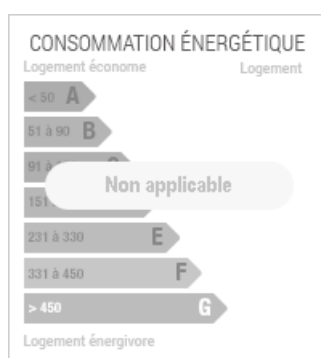 CONSOMMATION ÉNERGÉTIQUE
Logement économe Logement
< 50 A
51 à 90 B
91 à
Non applicable
151
231 à 330 E
331 à 450 F
> 450 G
Logement énergivore